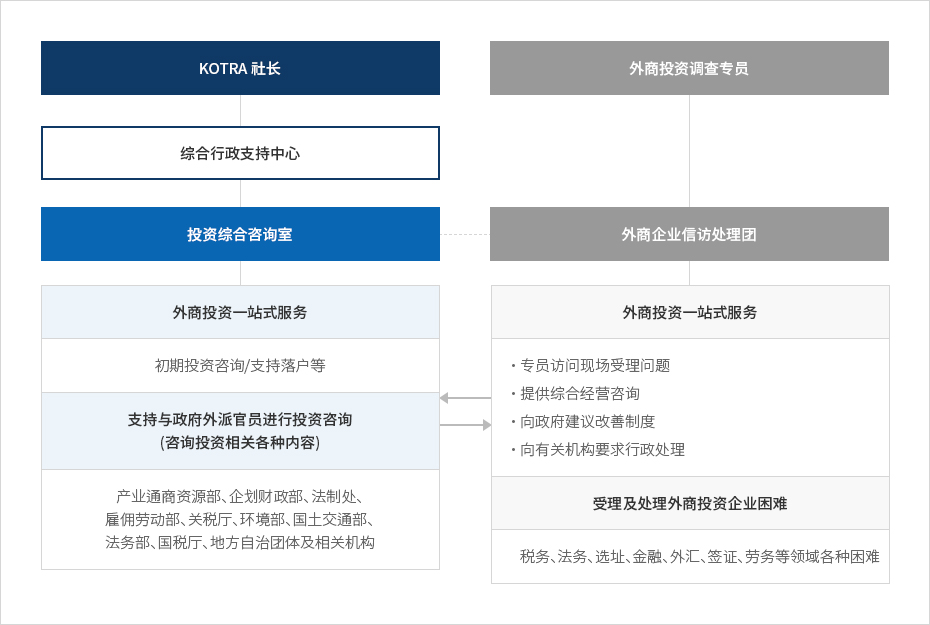 KOTRA 社长
综合行政支持中心
投资综合咨询室
外商投资一站式服务
初期投资咨询/支持落户等
支持与政府外派官员进行投资咨询
(咨询投资相关各种内容)
产业通商资源部、企划财政部、法制处、
雇佣劳动部、关税厅、环境部、国土交通部、
法务部、国税厅、地方自治团体及相关机构
外商投资调查专员
外商企业信访处理团
外商投资一站式服务
・专员访问现场受理问题
・提供综合经营咨询
・向政府建议改善制度
・向有关机构要求行政处理
受理及处理外商投资企业困难
税务、法务、选址、金融、外汇、签证、劳务等领域各种困难